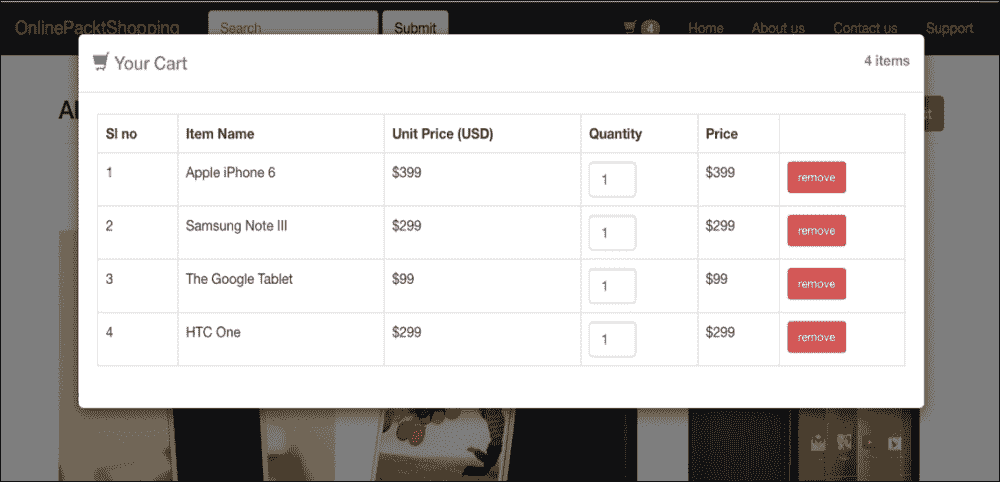 OnlinePacktShopping Search Submit 4 Home About us Contact us Support
Your Cart 4 items
Sl no Item Name Unit Price (USD) Quantity Price
1 Apple iPhone 6 $399 1 $399 remove
2 Samsung Note III $299 1 $299 remove
3 The Google Tablet $99 1 $99 remove
4 HTC One $299 1 $299 remove